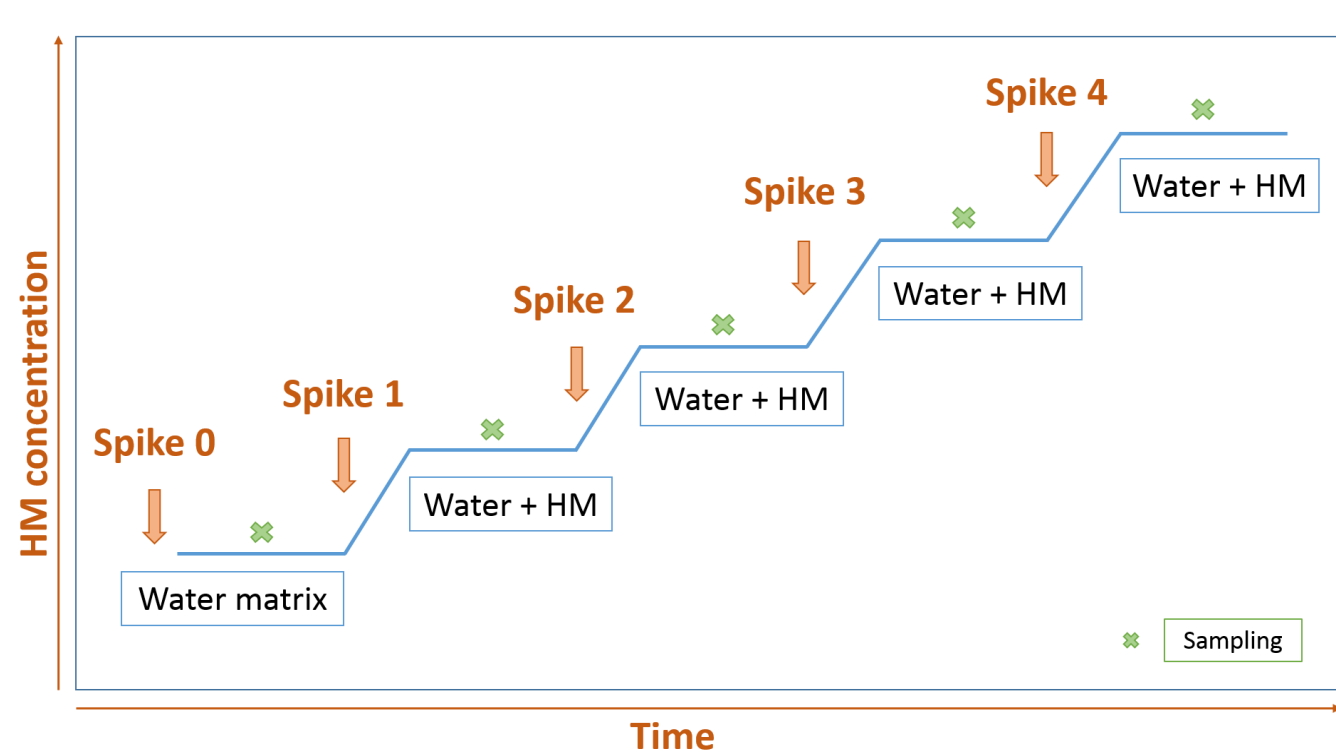 Spike 4
Water + HM
Spike 3
Water + HM
Spike 2
Water + HM
Spike 1
Water + HM
Spike 0
Water matrix
HM concentration
Sampling
Time